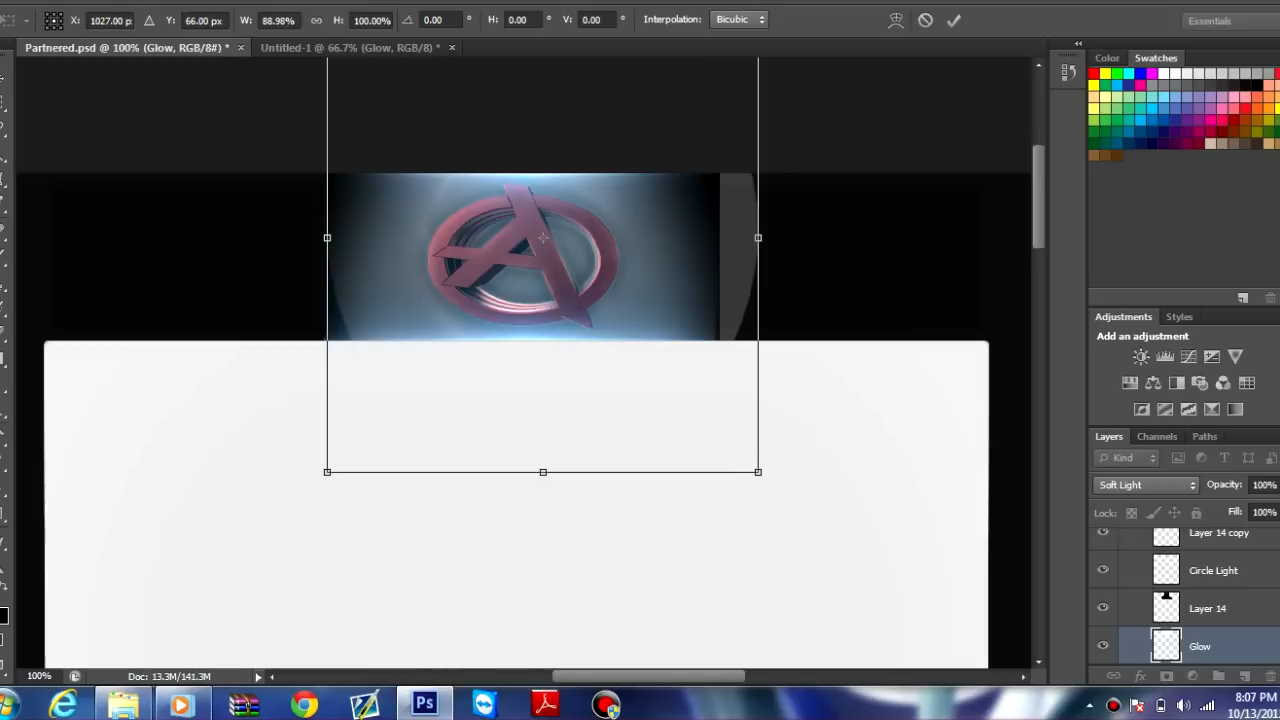 X: 1027.00 p: Y: 66.00 px W: 88.98% H: 100.00% 0.00 ° H: 0.00 ° V: 0.00 ° Interpolation: Bicubic Essentials
Partnered.psd @ 100% (Glow, RGB/8#) * × Untitled-1 @ 66.7% (Glow, RGB/8) * ×
Color Swatches
Adjustments Styles
Add an adjustment
Layers Channels Paths
Kind
Soft Light Opacity: 100%
Lock: Fill: 100%
Layer 14 copy
Circle Light
Layer 14
Glow
100% Doc: 13.3M/141.3M
8:07 PM